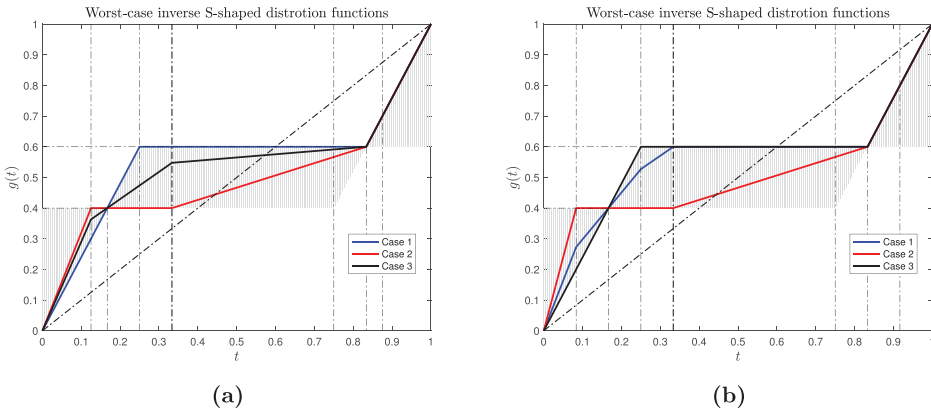 Worst-case inverse S-shaped distrotion functions
1
0.9
0.8
0.7
0.6
0.5
0.4
0.3
0.2
0.1
0
g(t)
Case 1
Case 2
Case 3
0 0.1 0.2 0.3 0.4 0.5 0.6 0.7 0.8 0.9 1
t
(a)
Worst-case inverse S-shaped distrotion functions
1
0.9
0.8
0.7
0.6
0.5
0.4
0.3
0.2
0.1
0
g(t)
Case 1
Case 2
Case 3
0 0.1 0.2 0.3 0.4 0.5 0.6 0.7 0.8 0.9 1
t
(b)